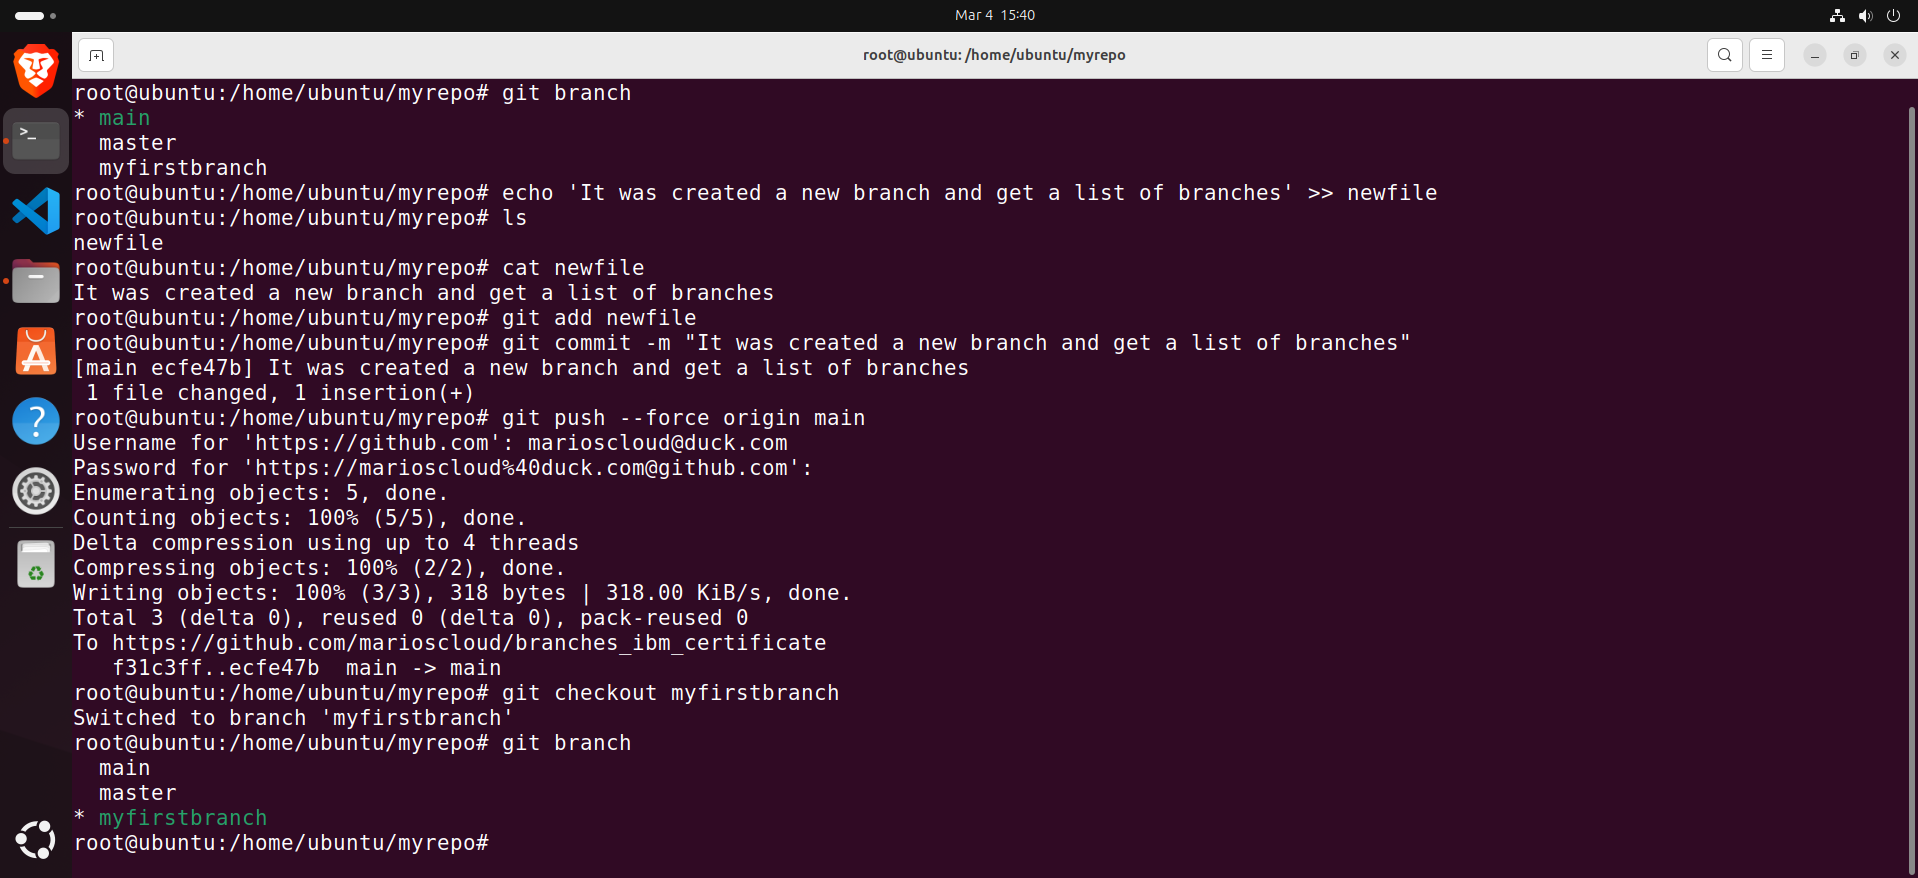 Mar 4 15:40
root@ubuntu: /home/ubuntu/myrepo
root@ubuntu:/home/ubuntu/myrepo# git branch
* main
  master
  myfirstbranch
root@ubuntu:/home/ubuntu/myrepo# echo 'It was created a new branch and get a list of branches' >> newfile
root@ubuntu:/home/ubuntu/myrepo# ls
newfile
root@ubuntu:/home/ubuntu/myrepo# cat newfile
It was created a new branch and get a list of branches
root@ubuntu:/home/ubuntu/myrepo# git add newfile
root@ubuntu:/home/ubuntu/myrepo# git commit -m "It was created a new branch and get a list of branches"
[main ecfe47b] It was created a new branch and get a list of branches
 1 file changed, 1 insertion(+)
root@ubuntu:/home/ubuntu/myrepo# git push --force origin main
Username for 'https://github.com': marioscloud@duck.com
Password for 'https://marioscloud%40duck.com@github.com':
Enumerating objects: 5, done.
Counting objects: 100% (5/5), done.
Delta compression using up to 4 threads
Compressing objects: 100% (2/2), done.
Writing objects: 100% (3/3), 318 bytes | 318.00 KiB/s, done.
Total 3 (delta 0), reused 0 (delta 0), pack-reused 0
To https://github.com/marioscloud/branches_ibm_certificate
   f31c3ff..ecfe47b  main -> main
root@ubuntu:/home/ubuntu/myrepo# git checkout myfirstbranch
Switched to branch 'myfirstbranch'
root@ubuntu:/home/ubuntu/myrepo# git branch
  main
  master
* myfirstbranch
root@ubuntu:/home/ubuntu/myrepo#